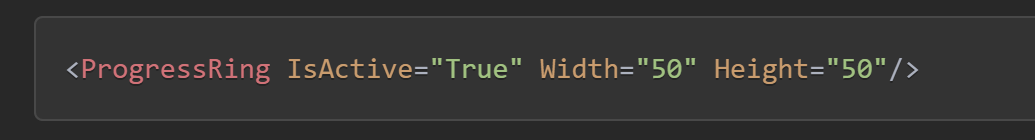 <ProgressRing IsActive="True" Width="50" Height="50"/>